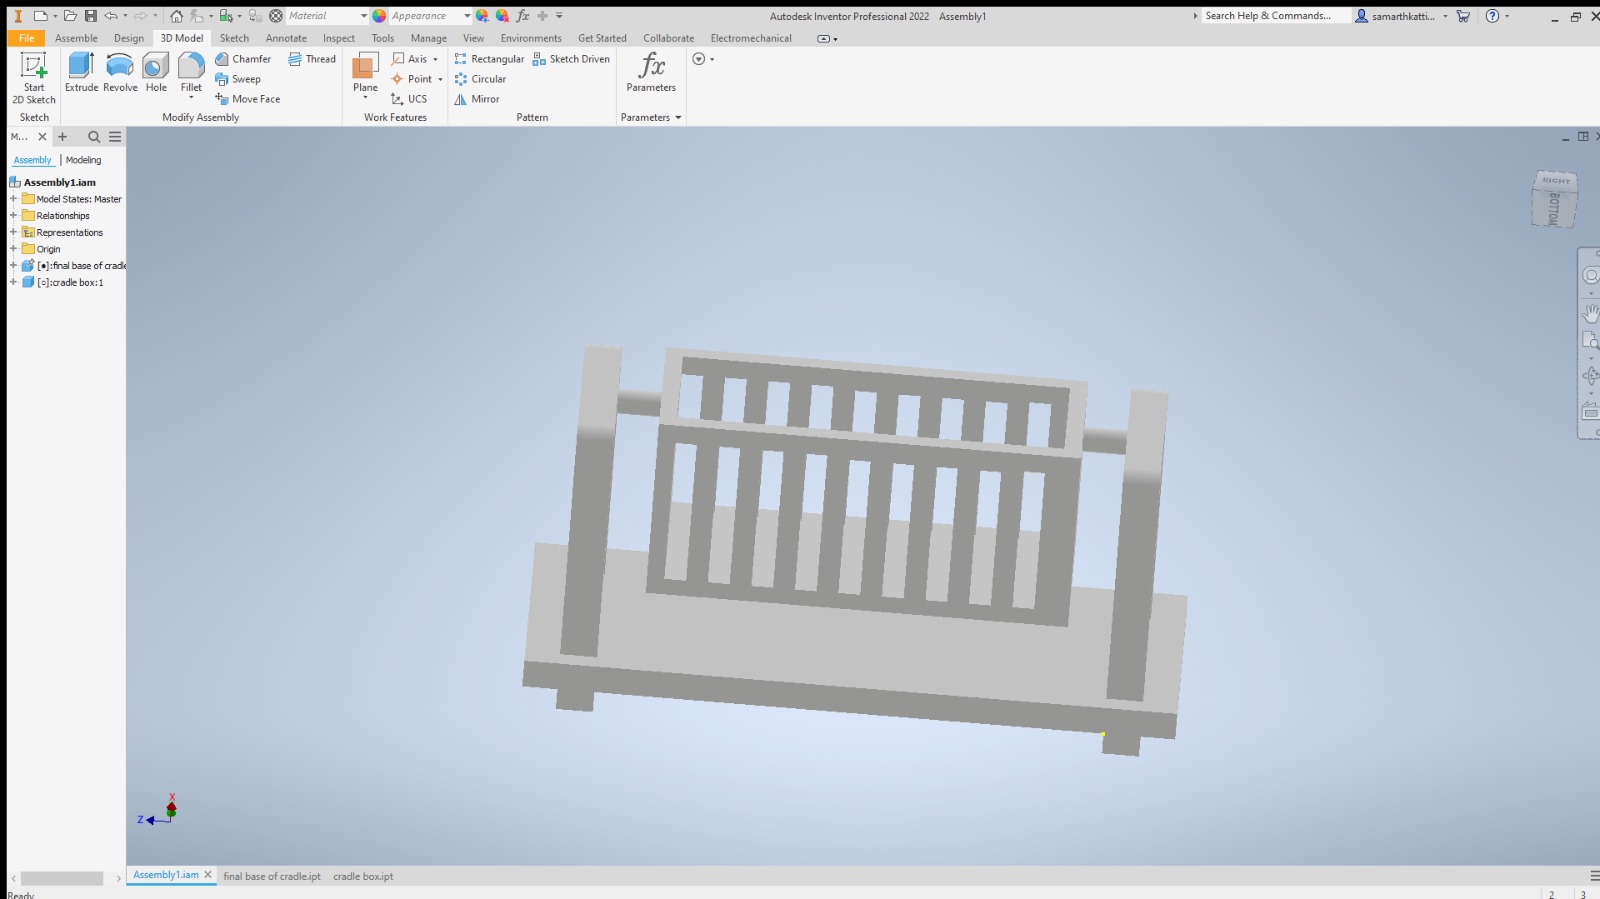 Material Appearance fx Autodesk Inventor Professional 2022 Assembly1 Search Help & Commands... samarthkatti...
File Assemble Design 3D Model Sketch Annotate Inspect Tools Manage View Environments Get Started Collaborate Electromechanical
Chamfer Thread Axis Rectangular Sketch Driven fx
Start Extrude Revolve Hole Fillet Sweep Plane Point Circular Parameters
2D Sketch Move Face UCS Mirror
Sketch Modify Assembly Work Features Pattern Parameters
M...
Assembly Modeling
Assembly1.iam
Model States: Master
Relationships
Representations
Origin
[●]:final base of cradle
[○]:cradle box:1
RIGHT
BOTTOM
X
Z
Assembly1.iam final base of cradle.ipt cradle box.ipt
Ready 2 3